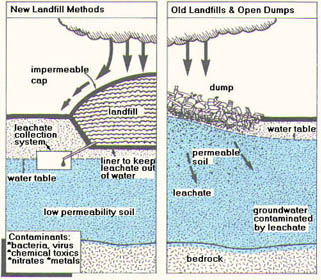 New Landfill Methods
impermeable
cap
landfill
leachate
collection
system
liner to keep
leachate out
of water
water table
low permeability soil
Contaminants:
*bacteria, virus
*chemical toxics
*nitrates *metals
Old Landfills & Open Dumps
dump
water table
permeable
soil
leachate
groundwater
contaminated
by leachate
bedrock